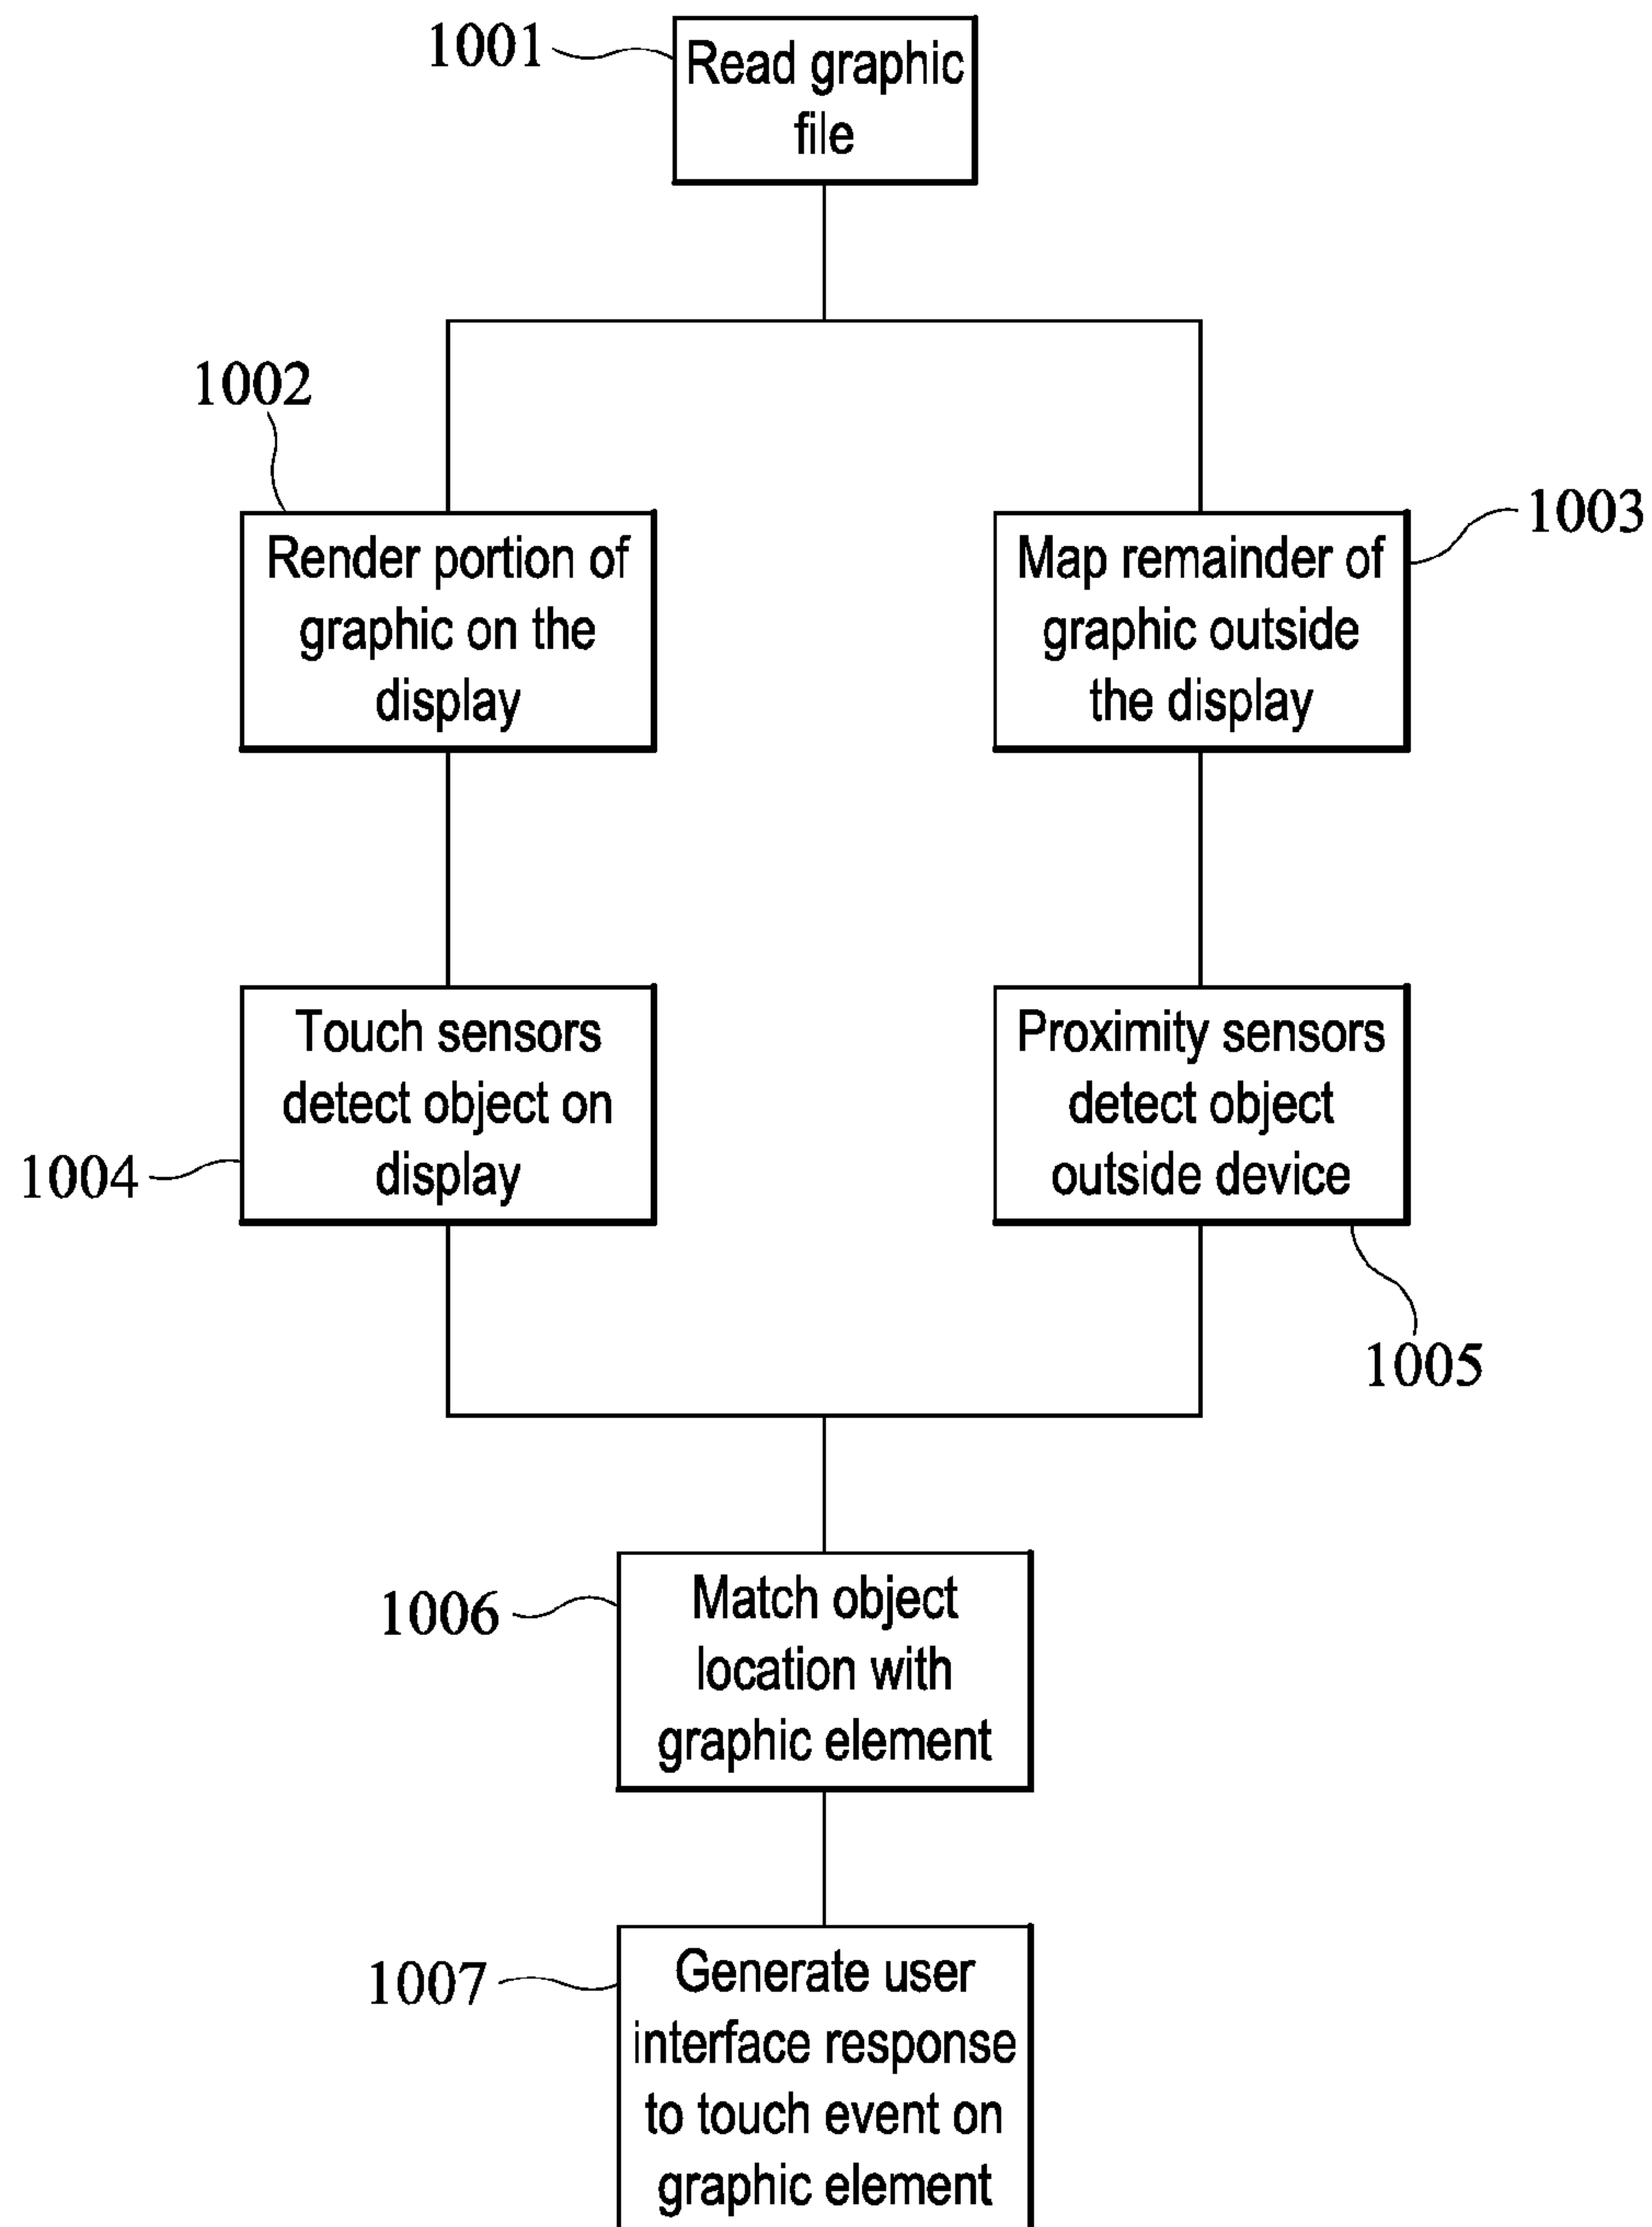 1001
Read graphic
file
1002
Render portion of
graphic on the
display
1003
Map remainder of
graphic outside
the display
1004
Touch sensors
detect object on
display
Proximity sensors
detect object
outside device
1005
1006
Match object
location with
graphic element
1007
Generate user
interface response
to touch event on
graphic element